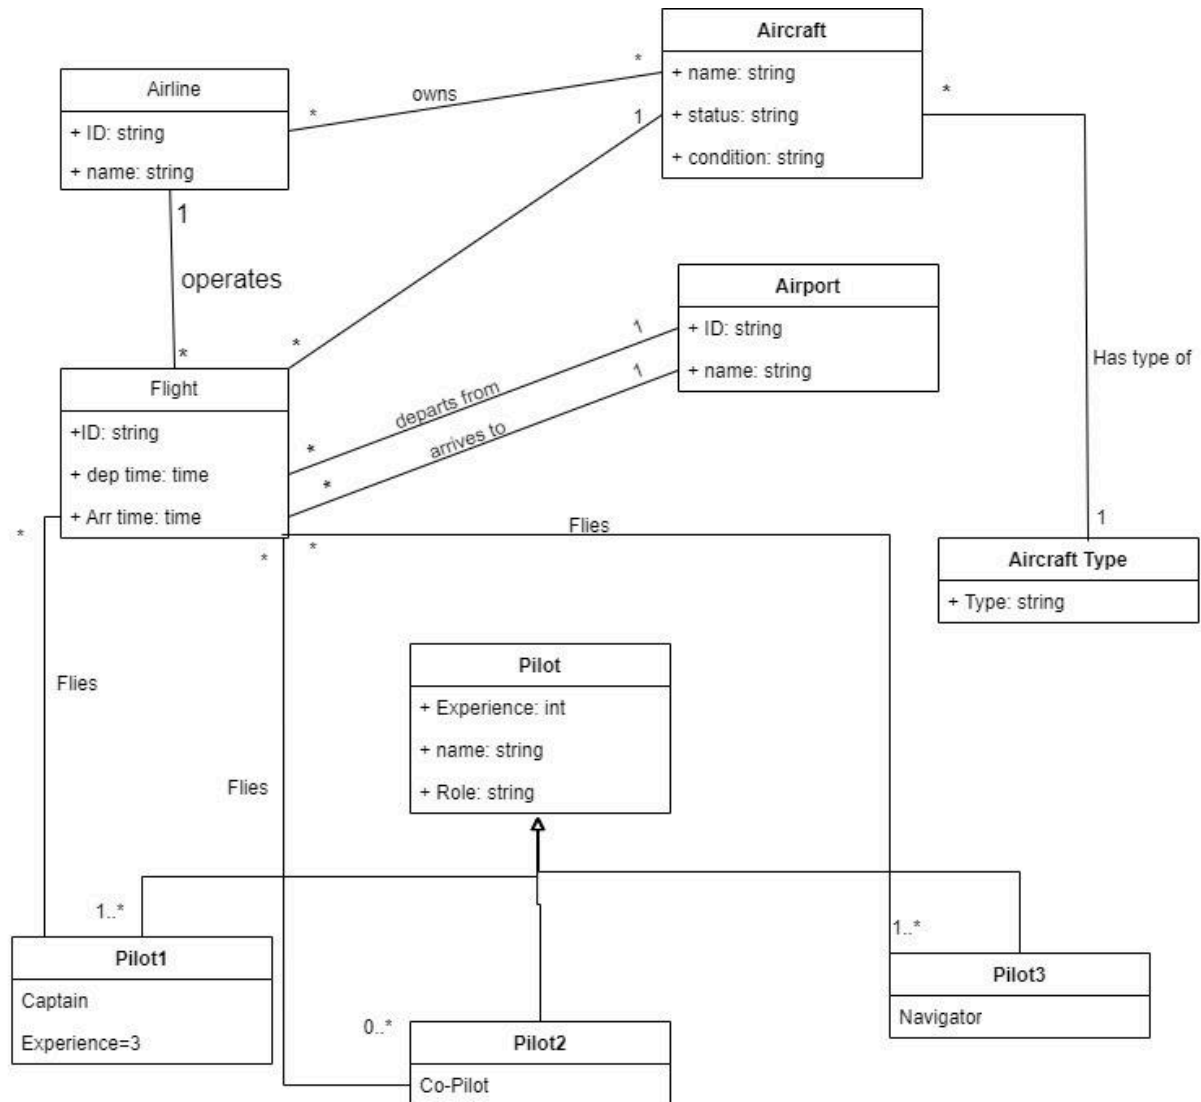 Aircraft
+ name: string
+ status: string
+ condition: string
Airline
+ ID: string
+ name: string
*
owns
*
1
*
1
operates
*
*
Airport
+ ID: string
+ name: string
1
1
departs from
arrives to
*
*
Has type of
1
Flight
+ID: string
+ dep time: time
+ Arr time: time
*
*
*
Flies
Aircraft Type
+ Type: string
Pilot
+ Experience: int
+ name: string
+ Role: string
Flies
Flies
1..*
1..*
0..*
Pilot1
Captain
Experience=3
Pilot2
Co-Pilot
Pilot3
Navigator